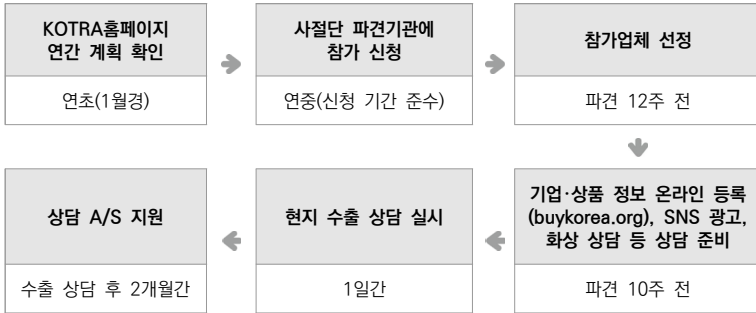 KOTRA홈페이지
연간 계획 확인
연초(1월경)
사절단 파견기관에
참가 신청
연중(신청 기간 준수)
참가업체 선정
파견 12주 전
기업·상품 정보 온라인 등록
(buykorea.org), SNS 광고,
화상 상담 등 상담 준비
파견 10주 전
현지 수출 상담 실시
1일간
상담 A/S 지원
수출 상담 후 2개월간